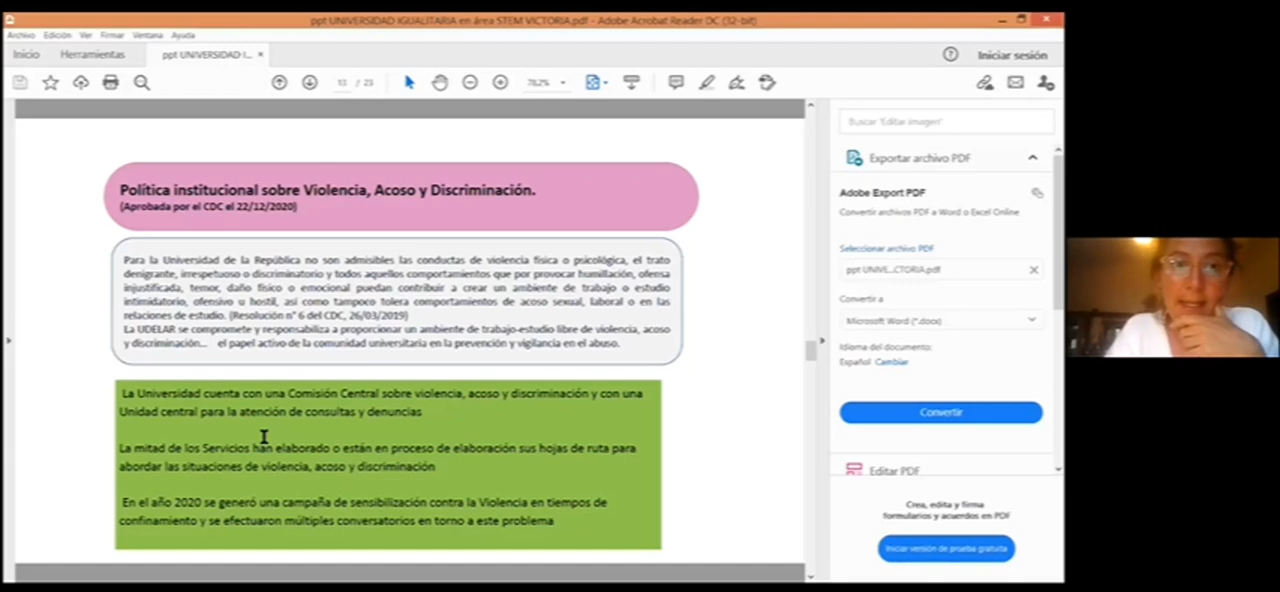 ppt UNIVERSIDAD IGUALITARIA en área STEM VICTORIA.pdf - Adobe Acrobat Reader DC (32-bit)
Archivo Edición Ver Firmar Ventana Ayuda
Inicio Herramientas ppt UNIVERSIDAD I... × Iniciar sesión
13 / 23 78,2%
Política institucional sobre Violencia, Acoso y Discriminación.
(Aprobada por el CDC el 22/12/2020)
Para la Universidad de la República no son admisibles las conductas de violencia física o psicológica, el trato
denigrante, irrespetuoso o discriminatorio y todos aquellos comportamientos que por provocar humillación, ofensa
injustificada, temor, daño físico o emocional puedan contribuir a crear un ambiente de trabajo o estudio
intimidatorio, ofensivo u hostil, así como tampoco tolera comportamientos de acoso sexual, laboral o en las
relaciones de estudio. (Resolución n° 6 del CDC, 26/03/2019)
La UDELAR se compromete y responsabiliza a proporcionar un ambiente de trabajo-estudio libre de violencia, acoso
y discriminación... el papel activo de la comunidad universitaria en la prevención y vigilancia en el abuso.
La Universidad cuenta con una Comisión Central sobre violencia, acoso y discriminación y con una
Unidad central para la atención de consultas y denuncias
La mitad de los Servicios han elaborado o están en proceso de elaboración sus hojas de ruta para
abordar las situaciones de violencia, acoso y discriminación
En el año 2020 se generó una campaña de sensibilización contra la Violencia en tiempos de
confinamiento y se efectuaron múltiples conversatorios en torno a este problema
Buscar 'Editar imagen'
Exportar archivo PDF
Adobe Export PDF
Convertir archivos PDF a Word o Excel Online
Seleccionar archivo PDF
ppt UNIVE...CTORIA.pdf
Convertir a
Microsoft Word (*.docx)
Idioma del documento:
Español Cambiar
Convertir
Editar PDF
Crea, edita y firma
formularios y acuerdos en PDF
Iniciar versión de prueba gratuita